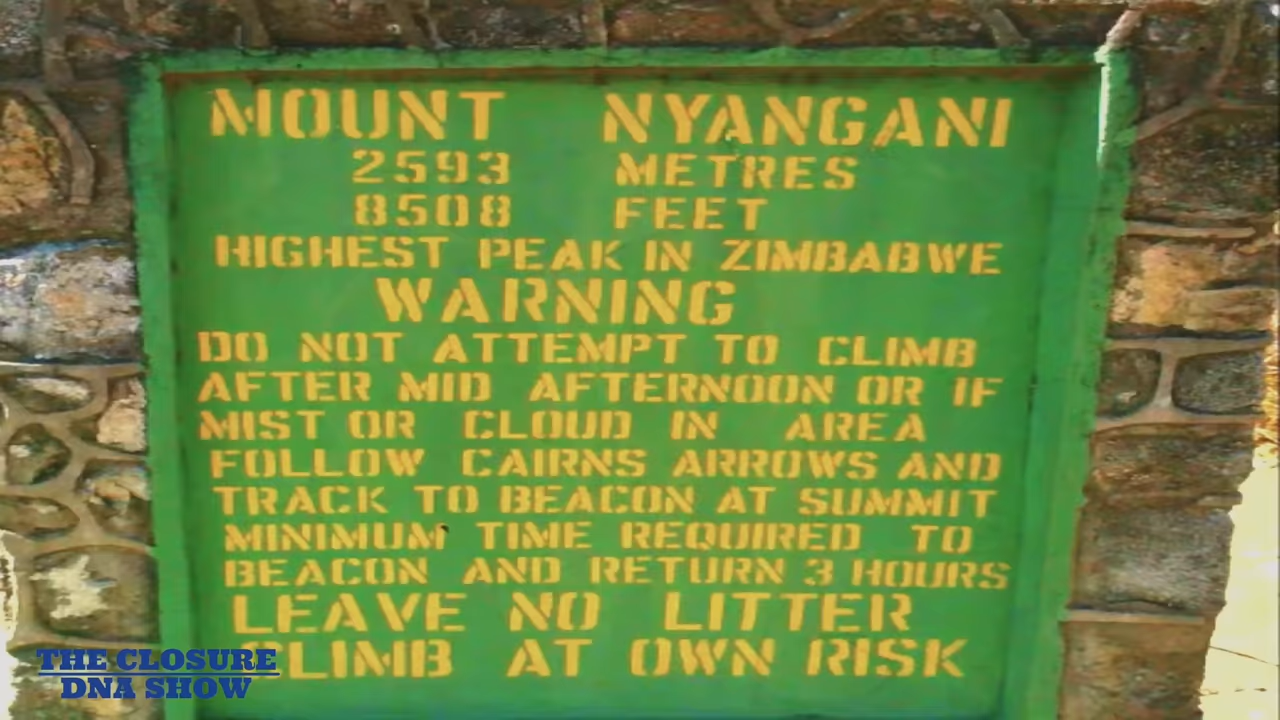 MOUNT NYANGANI
2593 METRES
8508 FEET
HIGHEST PEAK IN ZIMBABWE
WARNING
DO NOT ATTEMPT TO CLIMB
AFTER MID AFTERNOON OR IF
MIST OR CLOUD IN AREA
FOLLOW CAIRNS ARROWS AND
TRACK TO BEACON AT SUMMIT
MINIMUM TIME REQUIRED TO
BEACON AND RETURN 3 HOURS
LEAVE NO LITTER
CLIMB AT OWN RISK
THE CLOSURE
DNA SHOW